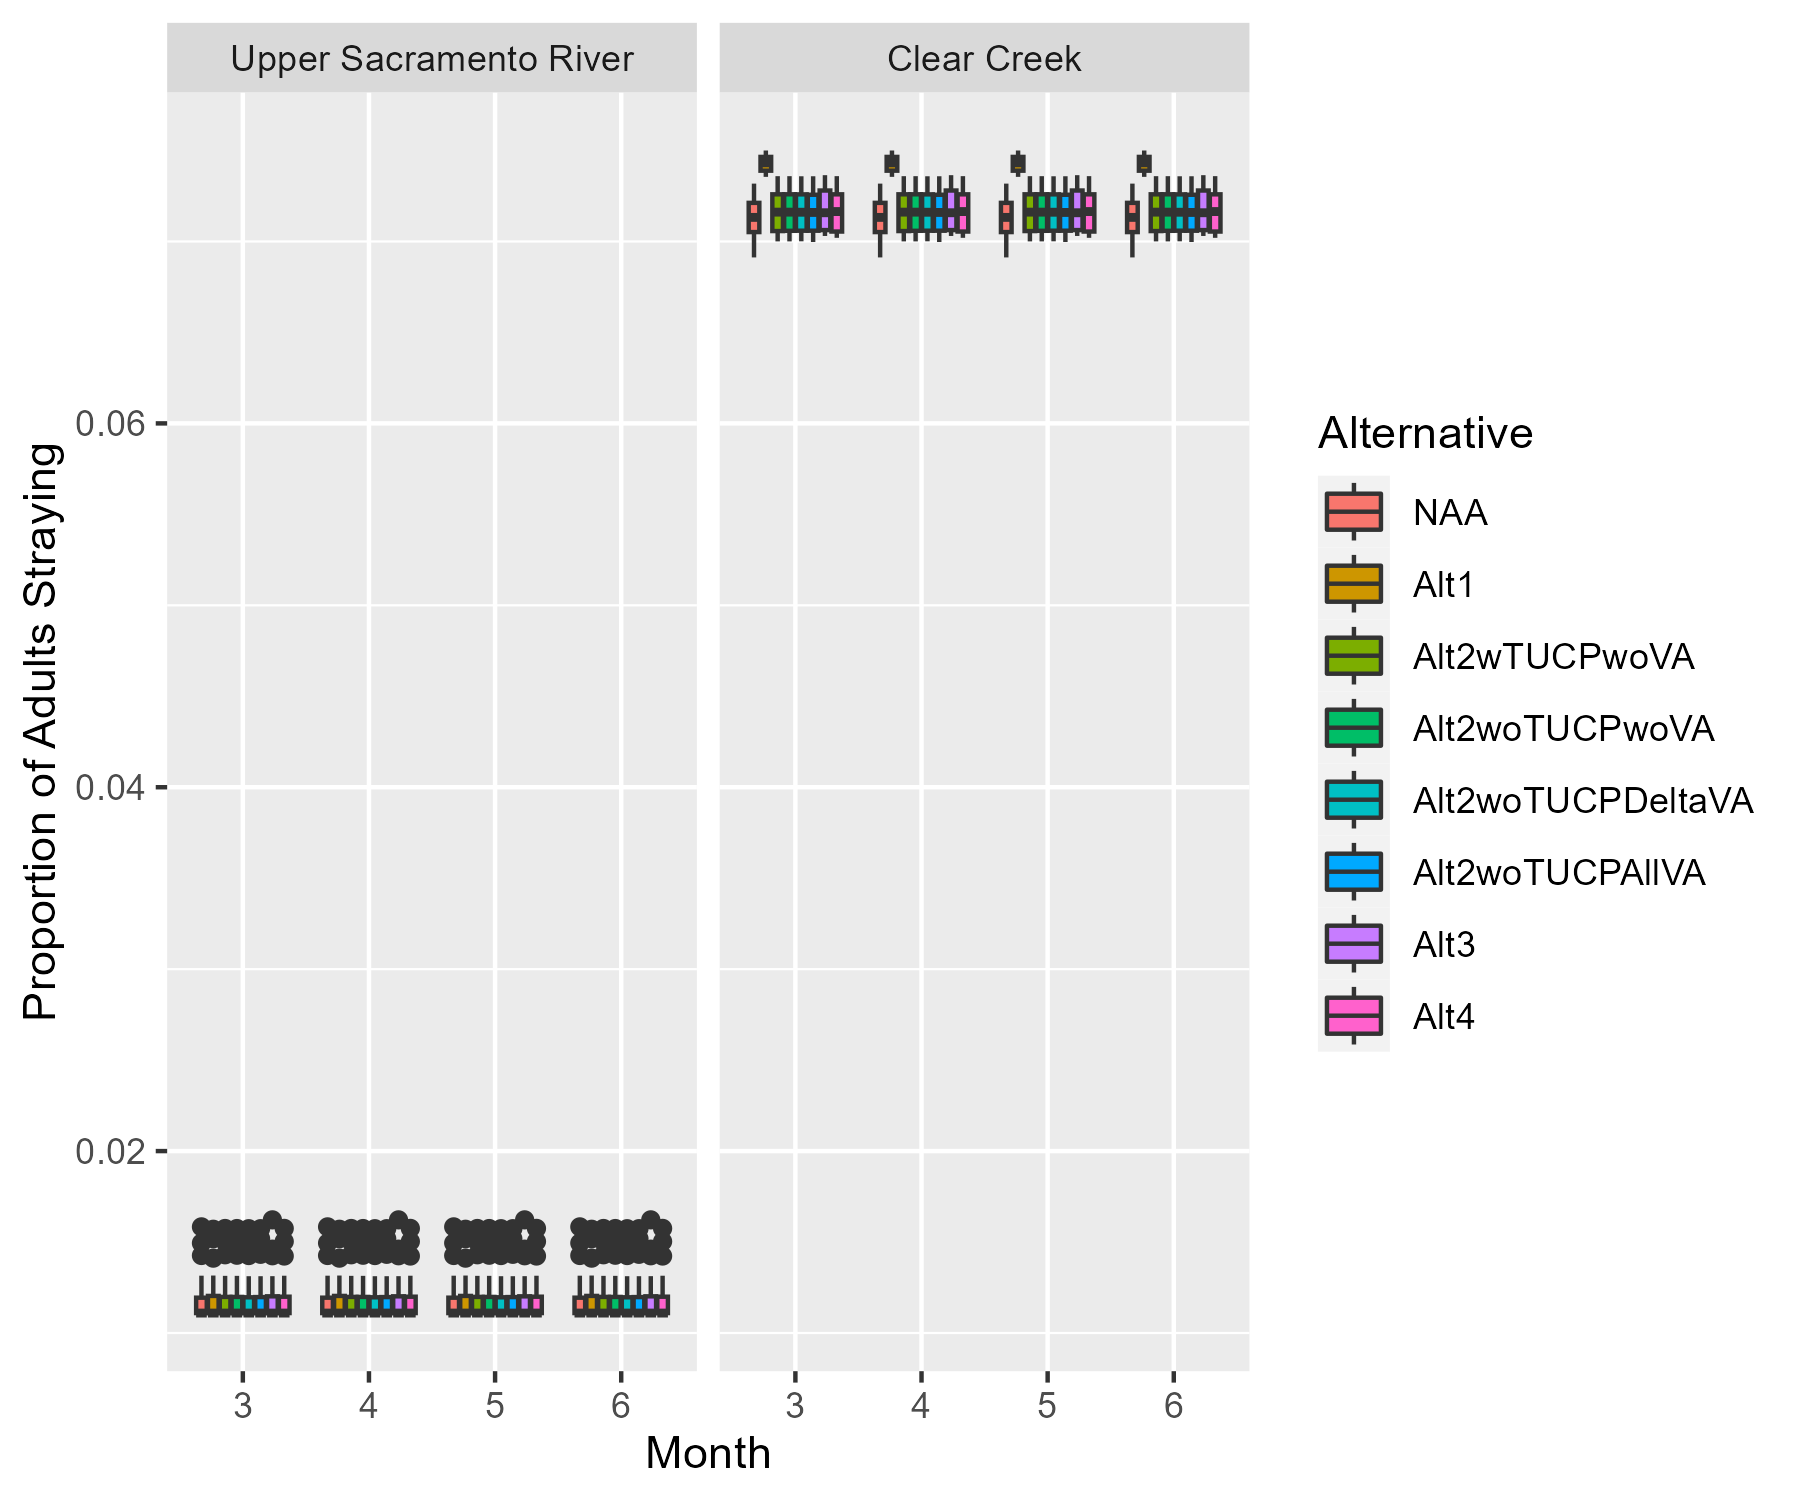 Upper Sacramento River
Clear Creek
Proportion of Adults Straying
0.06
0.04
0.02
3 4 5 6
3 4 5 6
Month
Alternative
NAA
Alt1
Alt2wTUCPwoVA
Alt2woTUCPwoVA
Alt2woTUCPDeltaVA
Alt2woTUCPAllVA
Alt3
Alt4